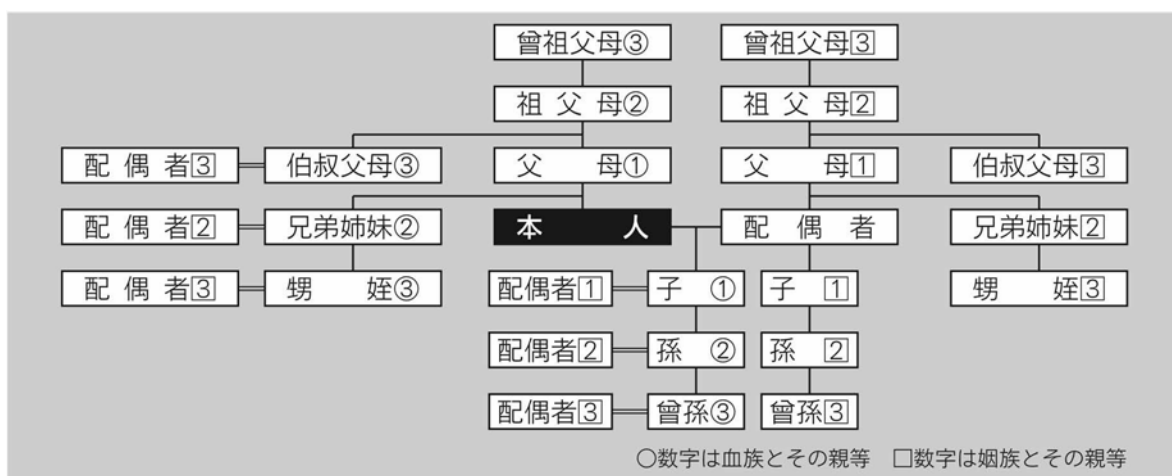 曾祖父母③ 曾祖父母3
祖父母② 祖父母2
配偶者3 伯叔父母③ 父母① 父母1 伯叔父母3
配偶者2 兄弟姉妹② 本人 配偶者 兄弟姉妹2
配偶者3 甥姪③ 配偶者1 子① 子1 甥姪3
配偶者2 孫② 孫2
配偶者3 曾孫③ 曾孫3
○数字は血族とその親等 □数字は姻族とその親等